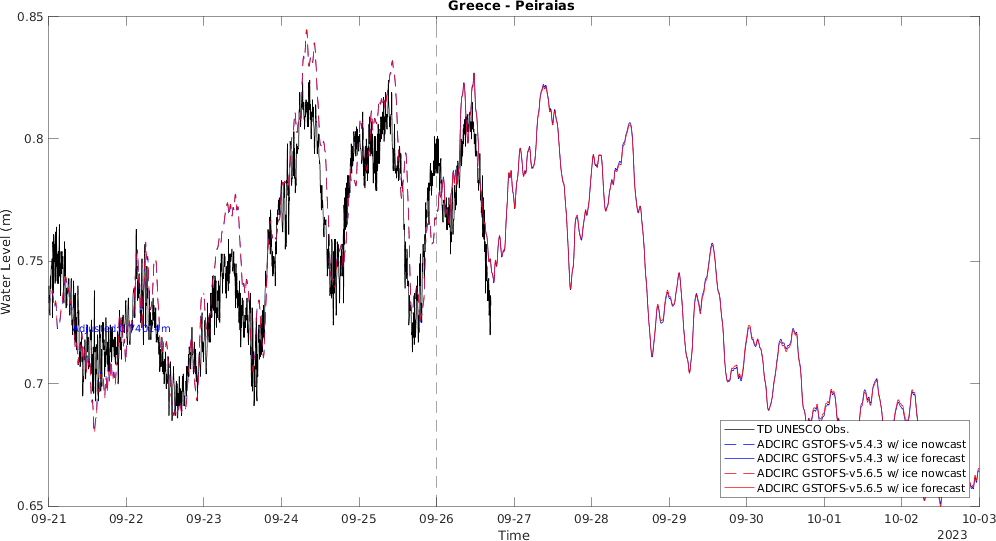 Greece - Peiraias
0.85
0.8
0.75
0.7
0.65
Water Level (m)
TD UNESCO Obs.
ADCIRC GSTOFS-v5.4.3 w/ ice nowcast
ADCIRC GSTOFS-v5.4.3 w/ ice forecast
ADCIRC GSTOFS-v5.6.5 w/ ice nowcast
ADCIRC GSTOFS-v5.6.5 w/ ice forecast
09-21 09-22 09-23 09-24 09-25 09-26 09-27 09-28 09-29 09-30 10-01 10-02 10-03
Time
2023